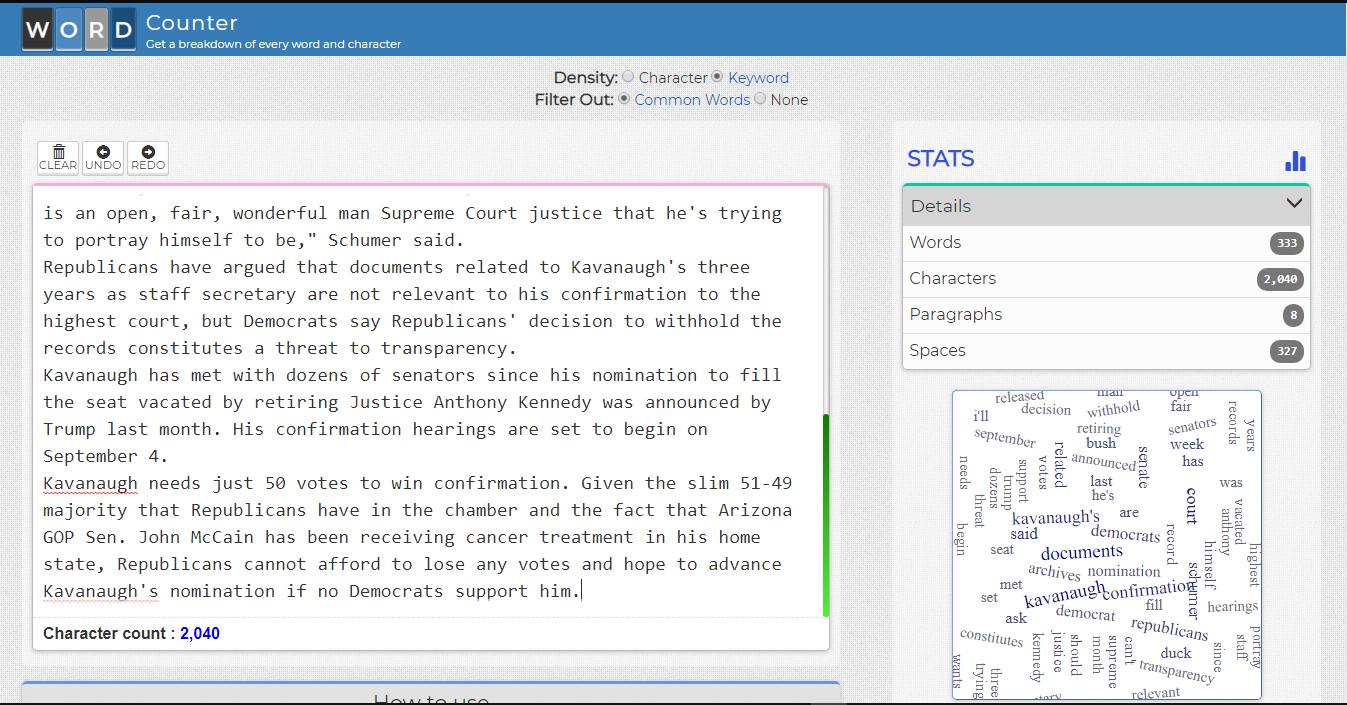 WORD Counter
Get a breakdown of every word and character
Density: Character Keyword
Filter Out: Common Words None
CLEAR UNDO REDO
is an open, fair, wonderful man Supreme Court justice that he's trying
to portray himself to be," Schumer said.
Republicans have argued that documents related to Kavanaugh's three
years as staff secretary are not relevant to his confirmation to the
highest court, but Democrats say Republicans' decision to withhold the
records constitutes a threat to transparency.
Kavanaugh has met with dozens of senators since his nomination to fill
the seat vacated by retiring Justice Anthony Kennedy was announced by
Trump last month. His confirmation hearings are set to begin on
September 4.
Kavanaugh needs just 50 votes to win confirmation. Given the slim 51-49
majority that Republicans have in the chamber and the fact that Arizona
GOP Sen. John McCain has been receiving cancer treatment in his home
state, Republicans cannot afford to lose any votes and hope to advance
Kavanaugh's nomination if no Democrats support him.
Character count : 2,040
How to use
STATS
Details
Words 333
Characters 2,040
Paragraphs 8
Spaces 327
released
man
open
i'll
decision
withhold
fair
records
years
september
retiring
senators
bush
week
related
senate
has
needs
votes
announced
support
dozens
trump
last
he's
was
threat
court
vacated
anthony
kavanaugh's
are
said
democrats
record
begin
seat
documents
himself
highest
archives
nomination
met
schumer
set
kavanaugh
confirmation
fill
hearings
ask
democrat
republicans
constitutes
kennedy
justice
should
month
supreme
can't
duck
since
staff
portray
wants
trying
three
transparency
relevant